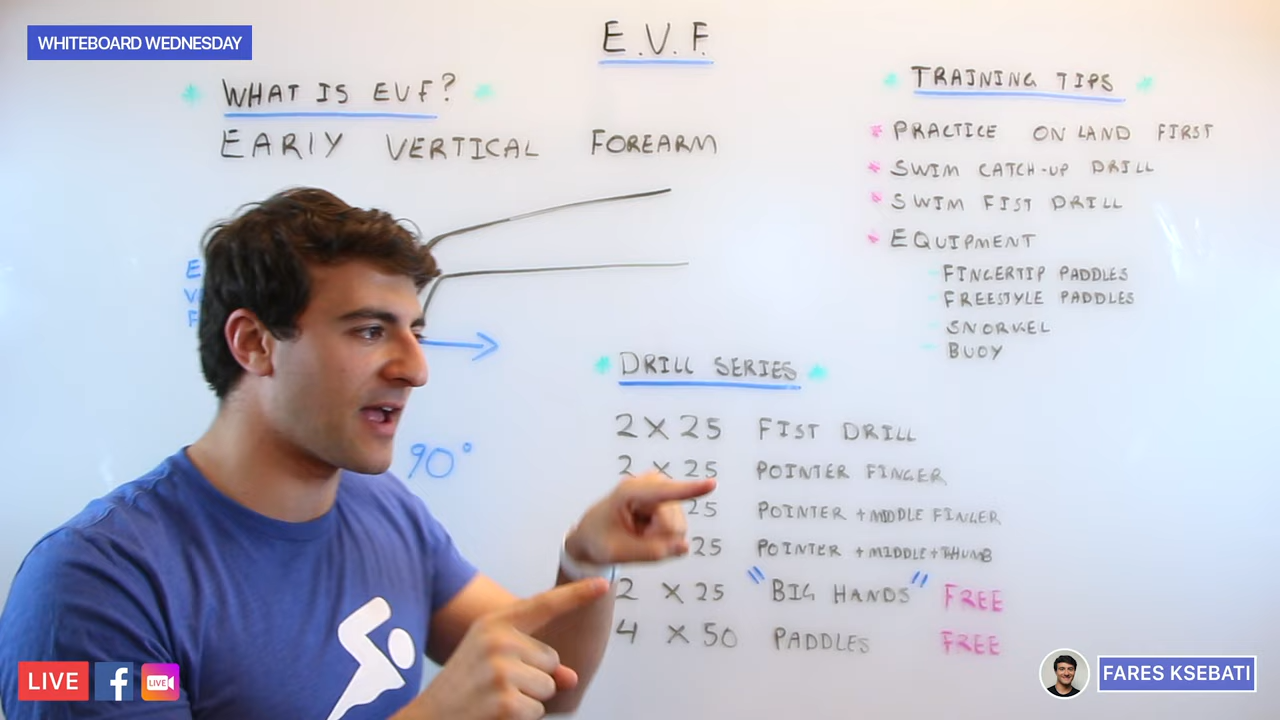 WHITEBOARD WEDNESDAY
E.V.F.
WHAT IS EVF?
EARLY VERTICAL FOREARM
90°
TRAINING TIPS
PRACTICE ON LAND FIRST
SWIM CATCH-UP DRILL
SWIM FIST DRILL
EQUIPMENT
FINGERTIP PADDLES
FREESTYLE PADDLES
SNORKEL
BUOY
DRILL SERIES
2 X 25 FIST DRILL
2 X 25 POINTER FINGER
25 POINTER + MIDDLE FINGER
25 POINTER + MIDDLE + THUMB
2 X 25 "BIG HANDS" FREE
4 X 50 PADDLES FREE
LIVE
f
LIVE
FARES KSEBATI